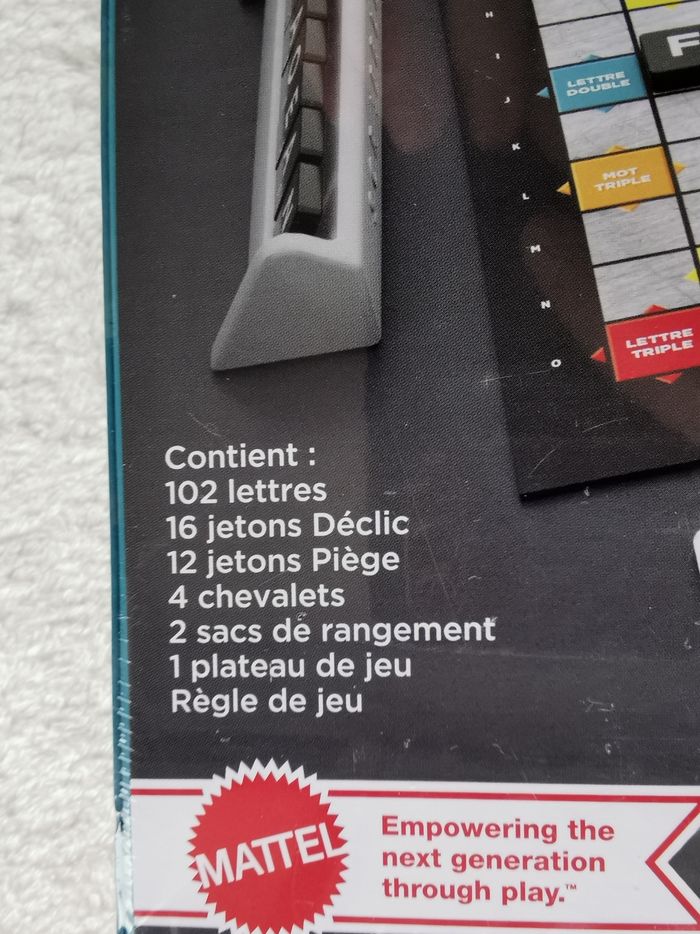 H
I
J
K
L
M
N
O
F
LETTRE
DOUBLE
MOT
TRIPLE
LETTRE
TRIPLE
Contient :
102 lettres
16 jetons Déclic
12 jetons Piège
4 chevalets
2 sacs de rangement
1 plateau de jeu
Règle de jeu
MATTEL
Empowering the
next generation
through play.™